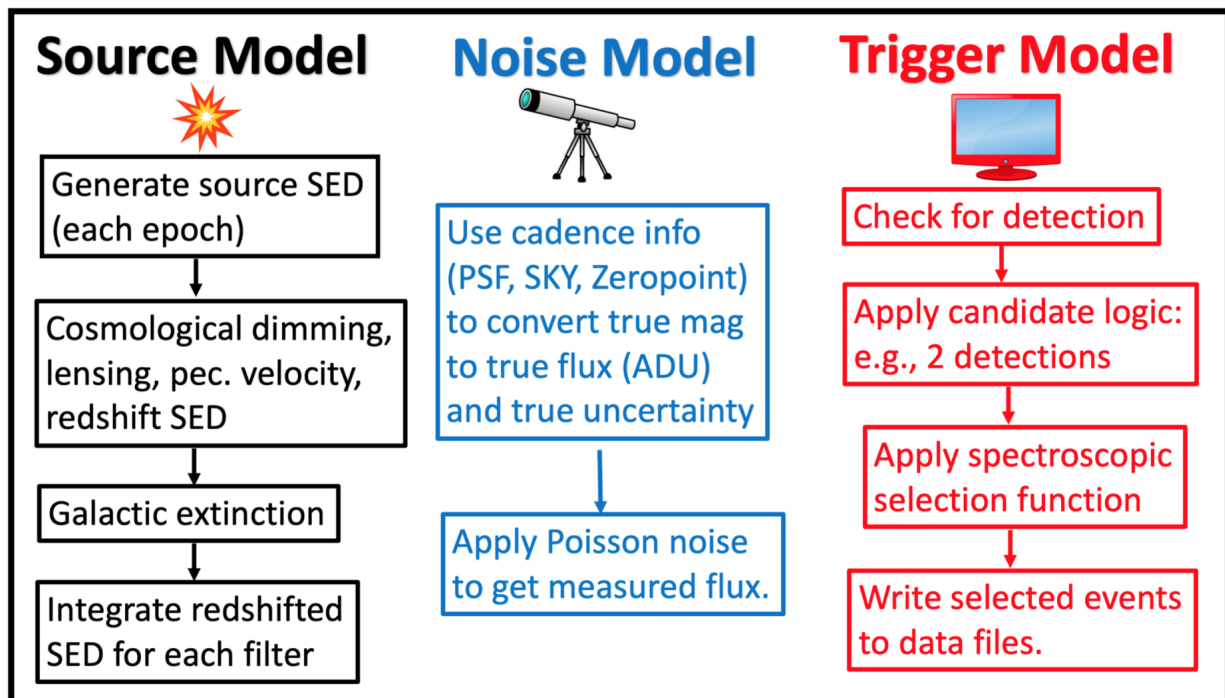 Source Model
Generate source SED
(each epoch)
Cosmological dimming,
lensing, pec. velocity,
redshift SED
Galactic extinction
Integrate redshifted
SED for each filter
Noise Model
Use cadence info
(PSF, SKY, Zeropoint)
to convert true mag
to true flux (ADU)
and true uncertainty
Apply Poisson noise
to get measured flux.
Trigger Model
Check for detection
Apply candidate logic:
e.g., 2 detections
Apply spectroscopic
selection function
Write selected events
to data files.